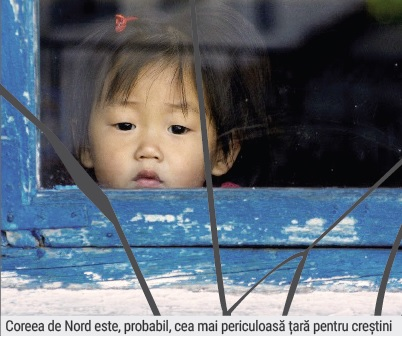 Coreea de Nord este, probabil, cea mai periculoasă țară pentru creștini